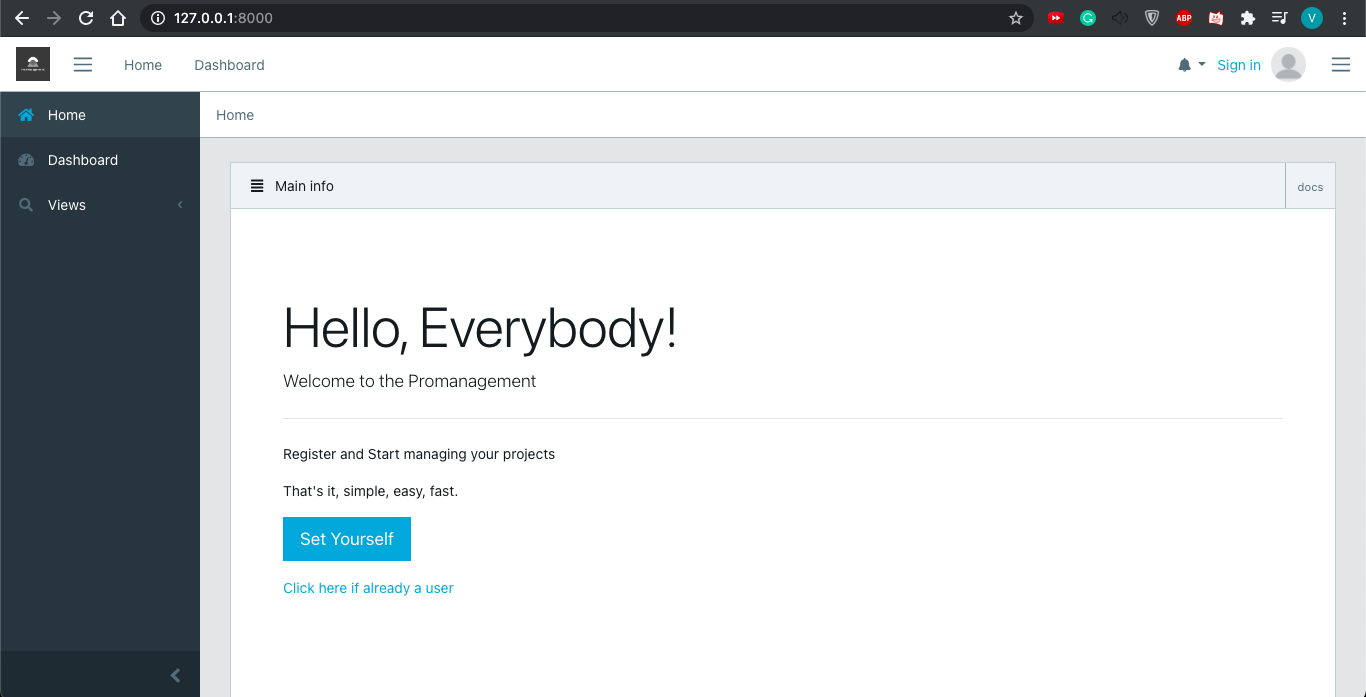 127.0.0.1:8000
ABP
V
Home
Dashboard
Sign in
Home
Dashboard
Views
Home
Main info
docs
Hello, Everybody!
Welcome to the Promanagement
Register and Start managing your projects
That's it, simple, easy, fast.
Set Yourself
Click here if already a user